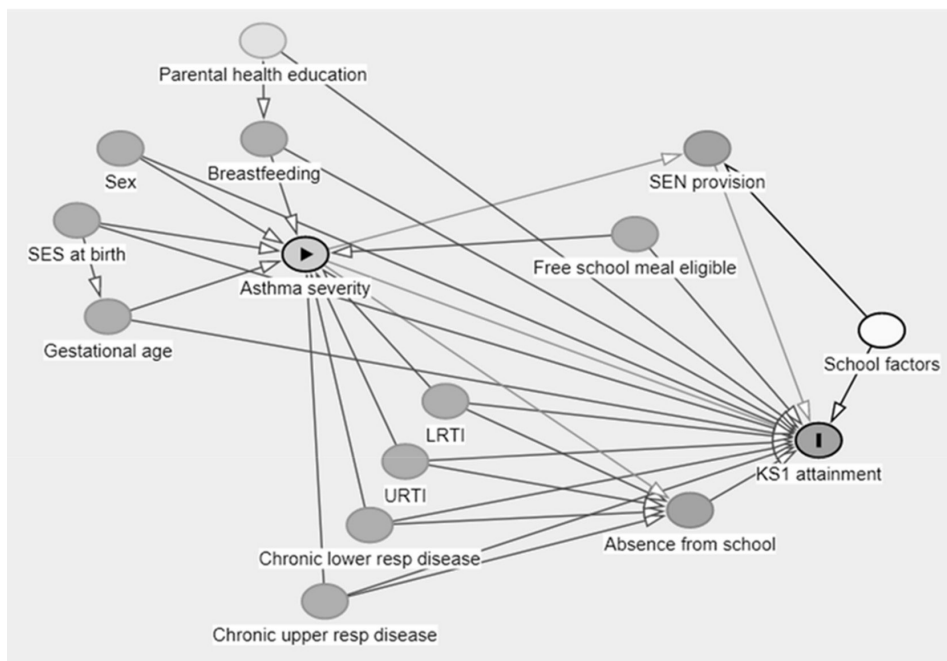 Parental health education
Sex
Breastfeeding
SEN provision
SES at birth
Free school meal eligible
Asthma severity
Gestational age
School factors
LRTI
KS1 attainment
URTI
Absence from school
Chronic lower resp disease
Chronic upper resp disease